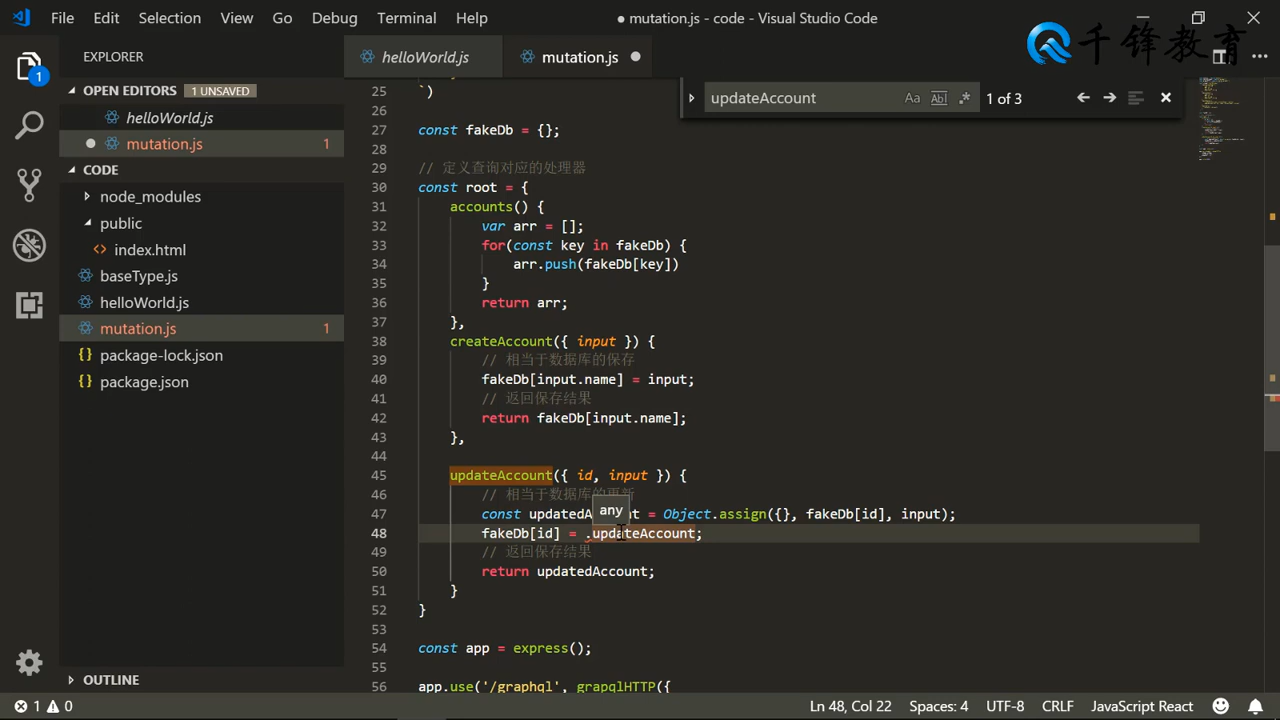 File Edit Selection View Go Debug Terminal Help
● mutation.js - code - Visual Studio Code
千锋教育
EXPLORER
OPEN EDITORS 1 UNSAVED
helloWorld.js
mutation.js 1
CODE
node_modules
public
index.html
baseType.js
helloWorld.js
mutation.js 1
package-lock.json
package.json
OUTLINE
helloWorld.js mutation.js
updateAccount Aa Abl .* 1 of 3
25 `)
26
27 const fakeDb = {};
28
29 // 定义查询对应的处理器
30 const root = {
31 accounts() {
32 var arr = [];
33 for(const key in fakeDb) {
34 arr.push(fakeDb[key])
35 }
36 return arr;
37 },
38 createAccount({ input }) {
39 // 相当于数据库的保存
40 fakeDb[input.name] = input;
41 // 返回保存结果
42 return fakeDb[input.name];
43 },
44
45 updateAccount({ id, input }) {
46 // 相当于数据库的更新
any
47 const updatedA t = Object.assign({}, fakeDb[id], input);
48 fakeDb[id] = .updateAccount;
49 // 返回保存结果
50 return updatedAccount;
51 }
52 }
53
54 const app = express();
55
56 app.use('/graphql', grapqlHTTP({
1 0 Ln 48, Col 22 Spaces: 4 UTF-8 CRLF JavaScript React